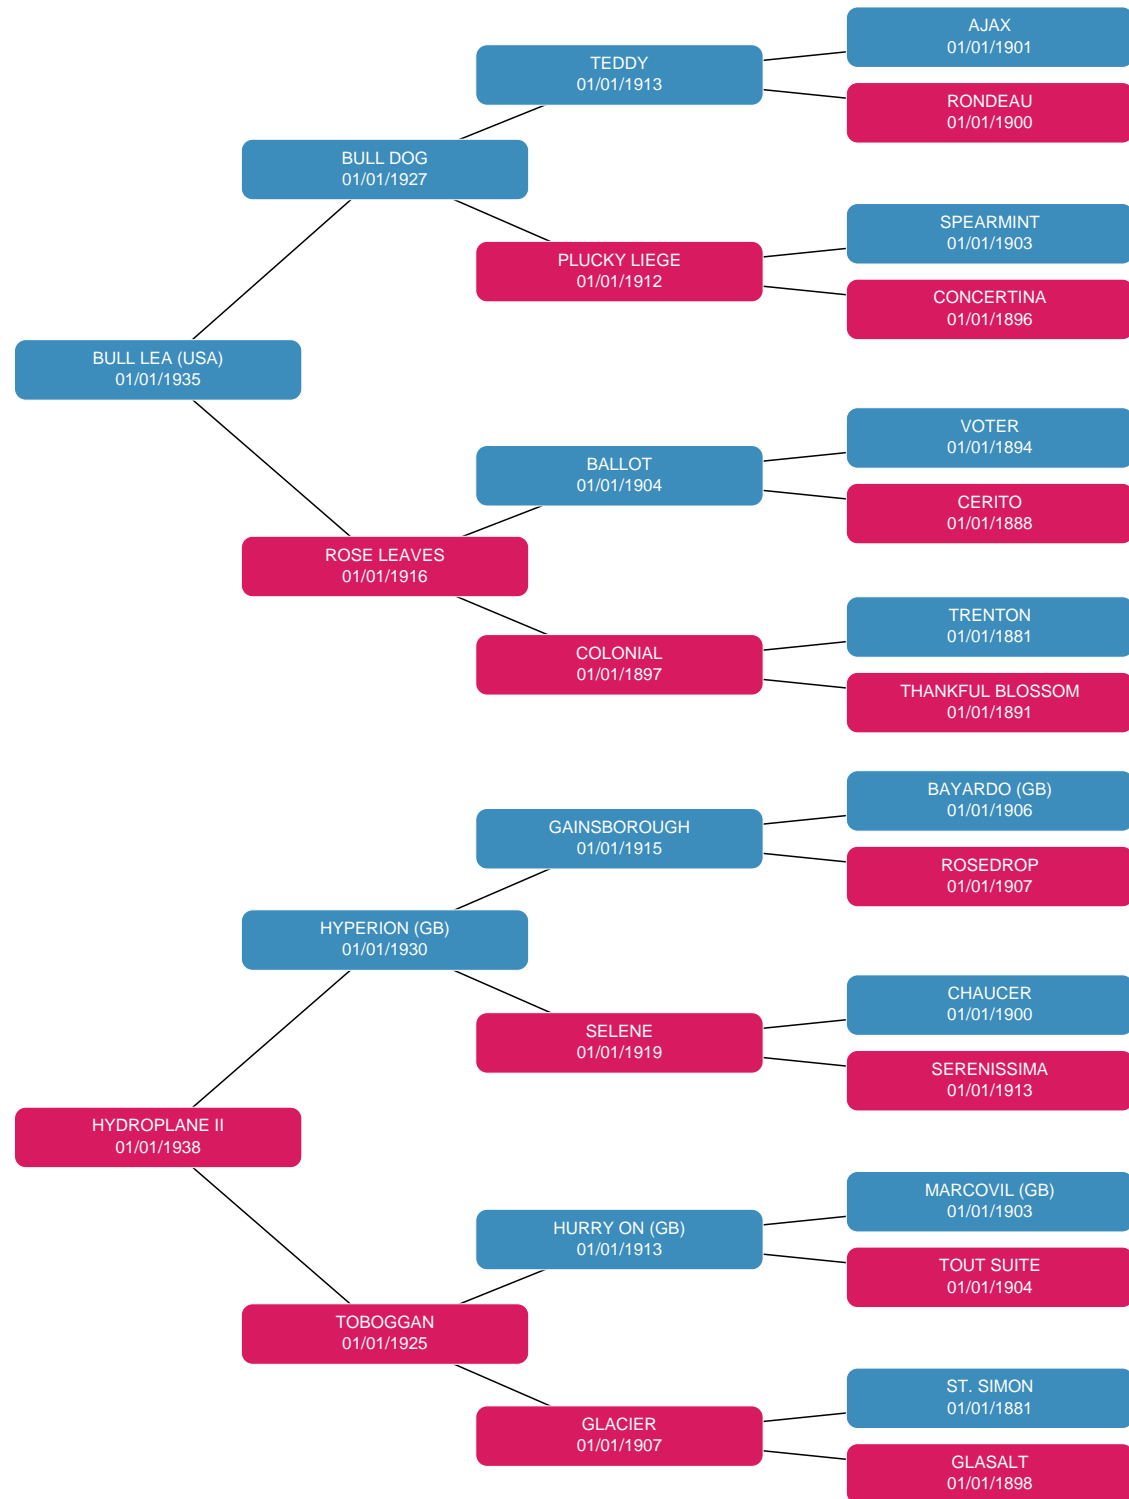 AJAX
01/01/1901
TEDDY
01/01/1913
RONDEAU
01/01/1900
BULL DOG
01/01/1927
SPEARMINT
01/01/1903
PLUCKY LIEGE
01/01/1912
CONCERTINA
01/01/1896
BULL LEA (USA)
01/01/1935
VOTER
01/01/1894
BALLOT
01/01/1904
CERITO
01/01/1888
ROSE LEAVES
01/01/1916
TRENTON
01/01/1881
COLONIAL
01/01/1897
THANKFUL BLOSSOM
01/01/1891
BAYARDO (GB)
01/01/1906
GAINSBOROUGH
01/01/1915
ROSEDROP
01/01/1907
HYPERION (GB)
01/01/1930
CHAUCER
01/01/1900
SELENE
01/01/1919
SERENISSIMA
01/01/1913
HYDROPLANE II
01/01/1938
MARCOVIL (GB)
01/01/1903
HURRY ON (GB)
01/01/1913
TOUT SUITE
01/01/1904
TOBOGGAN
01/01/1925
ST. SIMON
01/01/1881
GLACIER
01/01/1907
GLASALT
01/01/1898